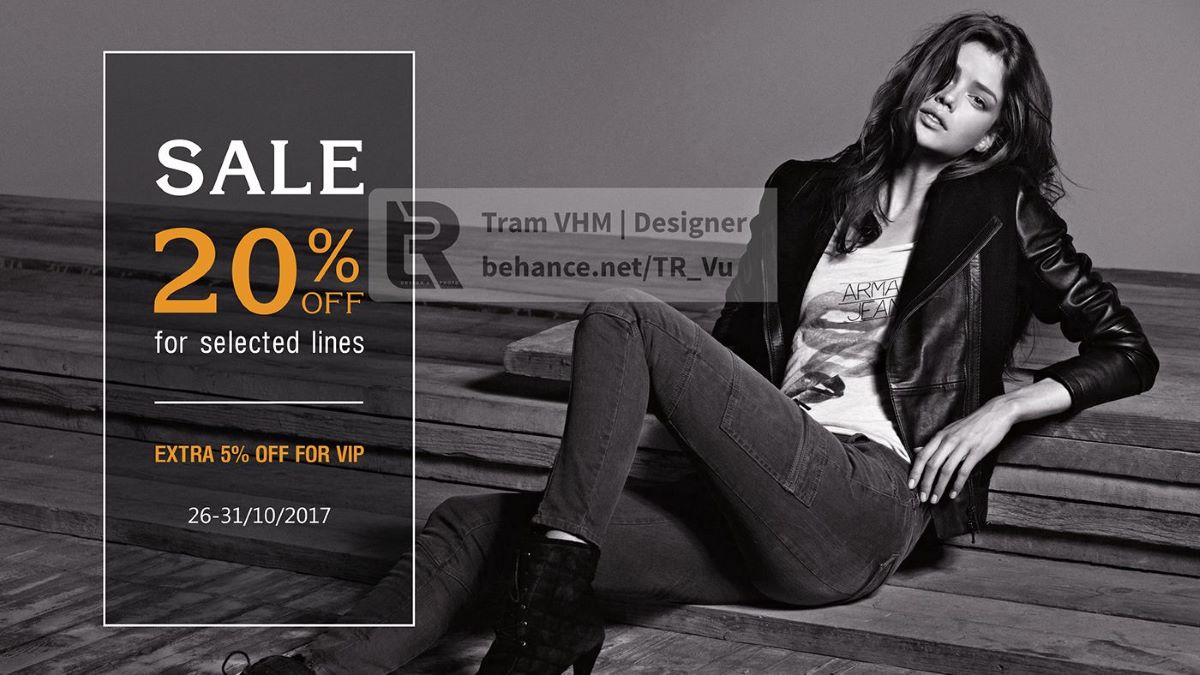 SALE
20%
OFF
for selected lines
EXTRA 5% OFF FOR VIP
26-31/10/2017
Tram VHM | Designer
behance.net/TR_Vu
ARMA
JEAN